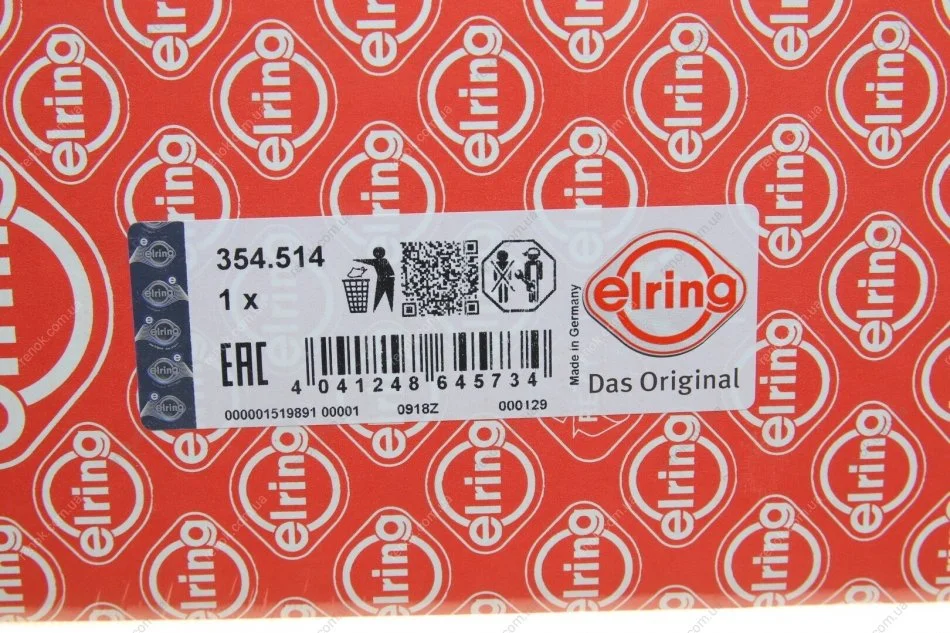 354.514
1 x
EAC
4 041248 645734
000001519891 00001 0918Z 000129
Made in Germany
elring
Das Original